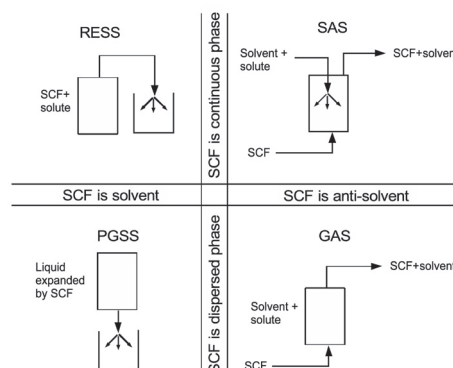 RESS
SCF+
solute
SCF is continuous phase
SAS
Solvent +
solute
SCF+solvent
SCF
SCF is solvent
SCF is anti-solvent
PGSS
Liquid
expanded
by SCF
SCF is dispersed phase
GAS
Solvent +
solute
SCF+solvent
SCF